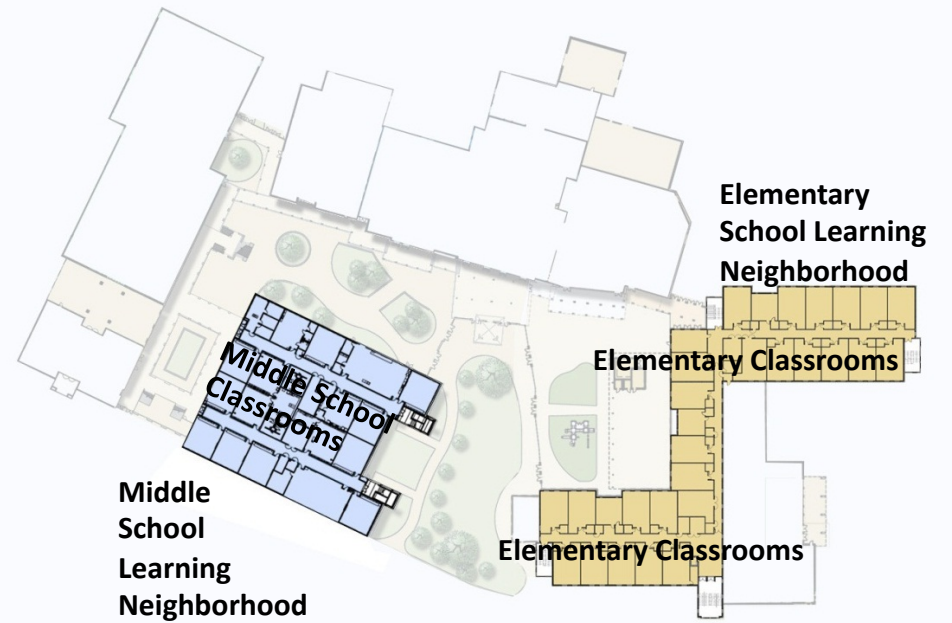 Elementary
School Learning
Neighborhood
Elementary Classrooms
Middle School
Classrooms
Middle
School
Learning
Neighborhood
Elementary Classrooms